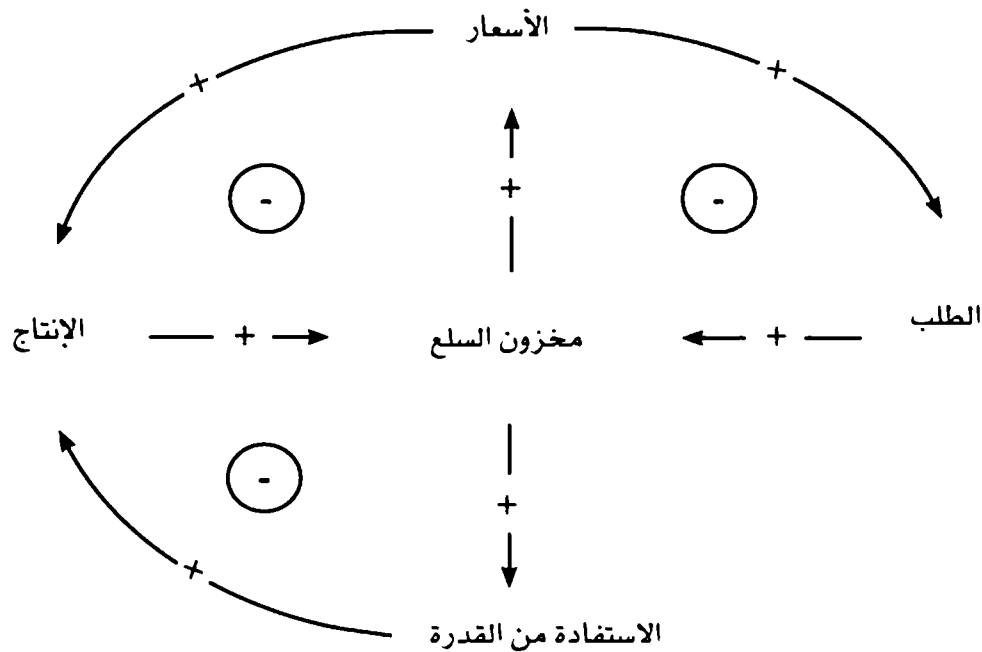 الأسعار
+
+
-
+
-
الطلب
+
مخزون السلع
+
الإنتاج
-
+
+
الاستفادة من القدرة